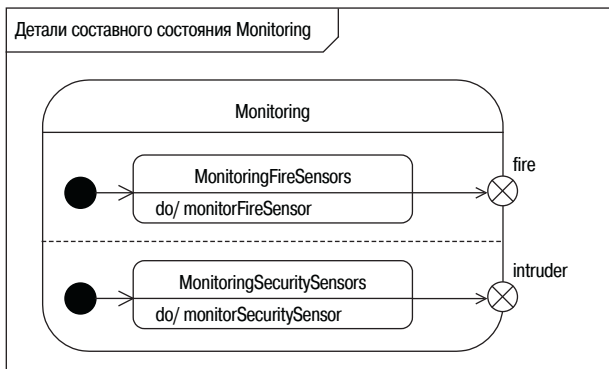 Детали составного состояния Monitoring
Monitoring
MonitoringFireSensors
do/ monitorFireSensor
fire
MonitoringSecuritySensors
do/ monitorSecuritySensor
intruder